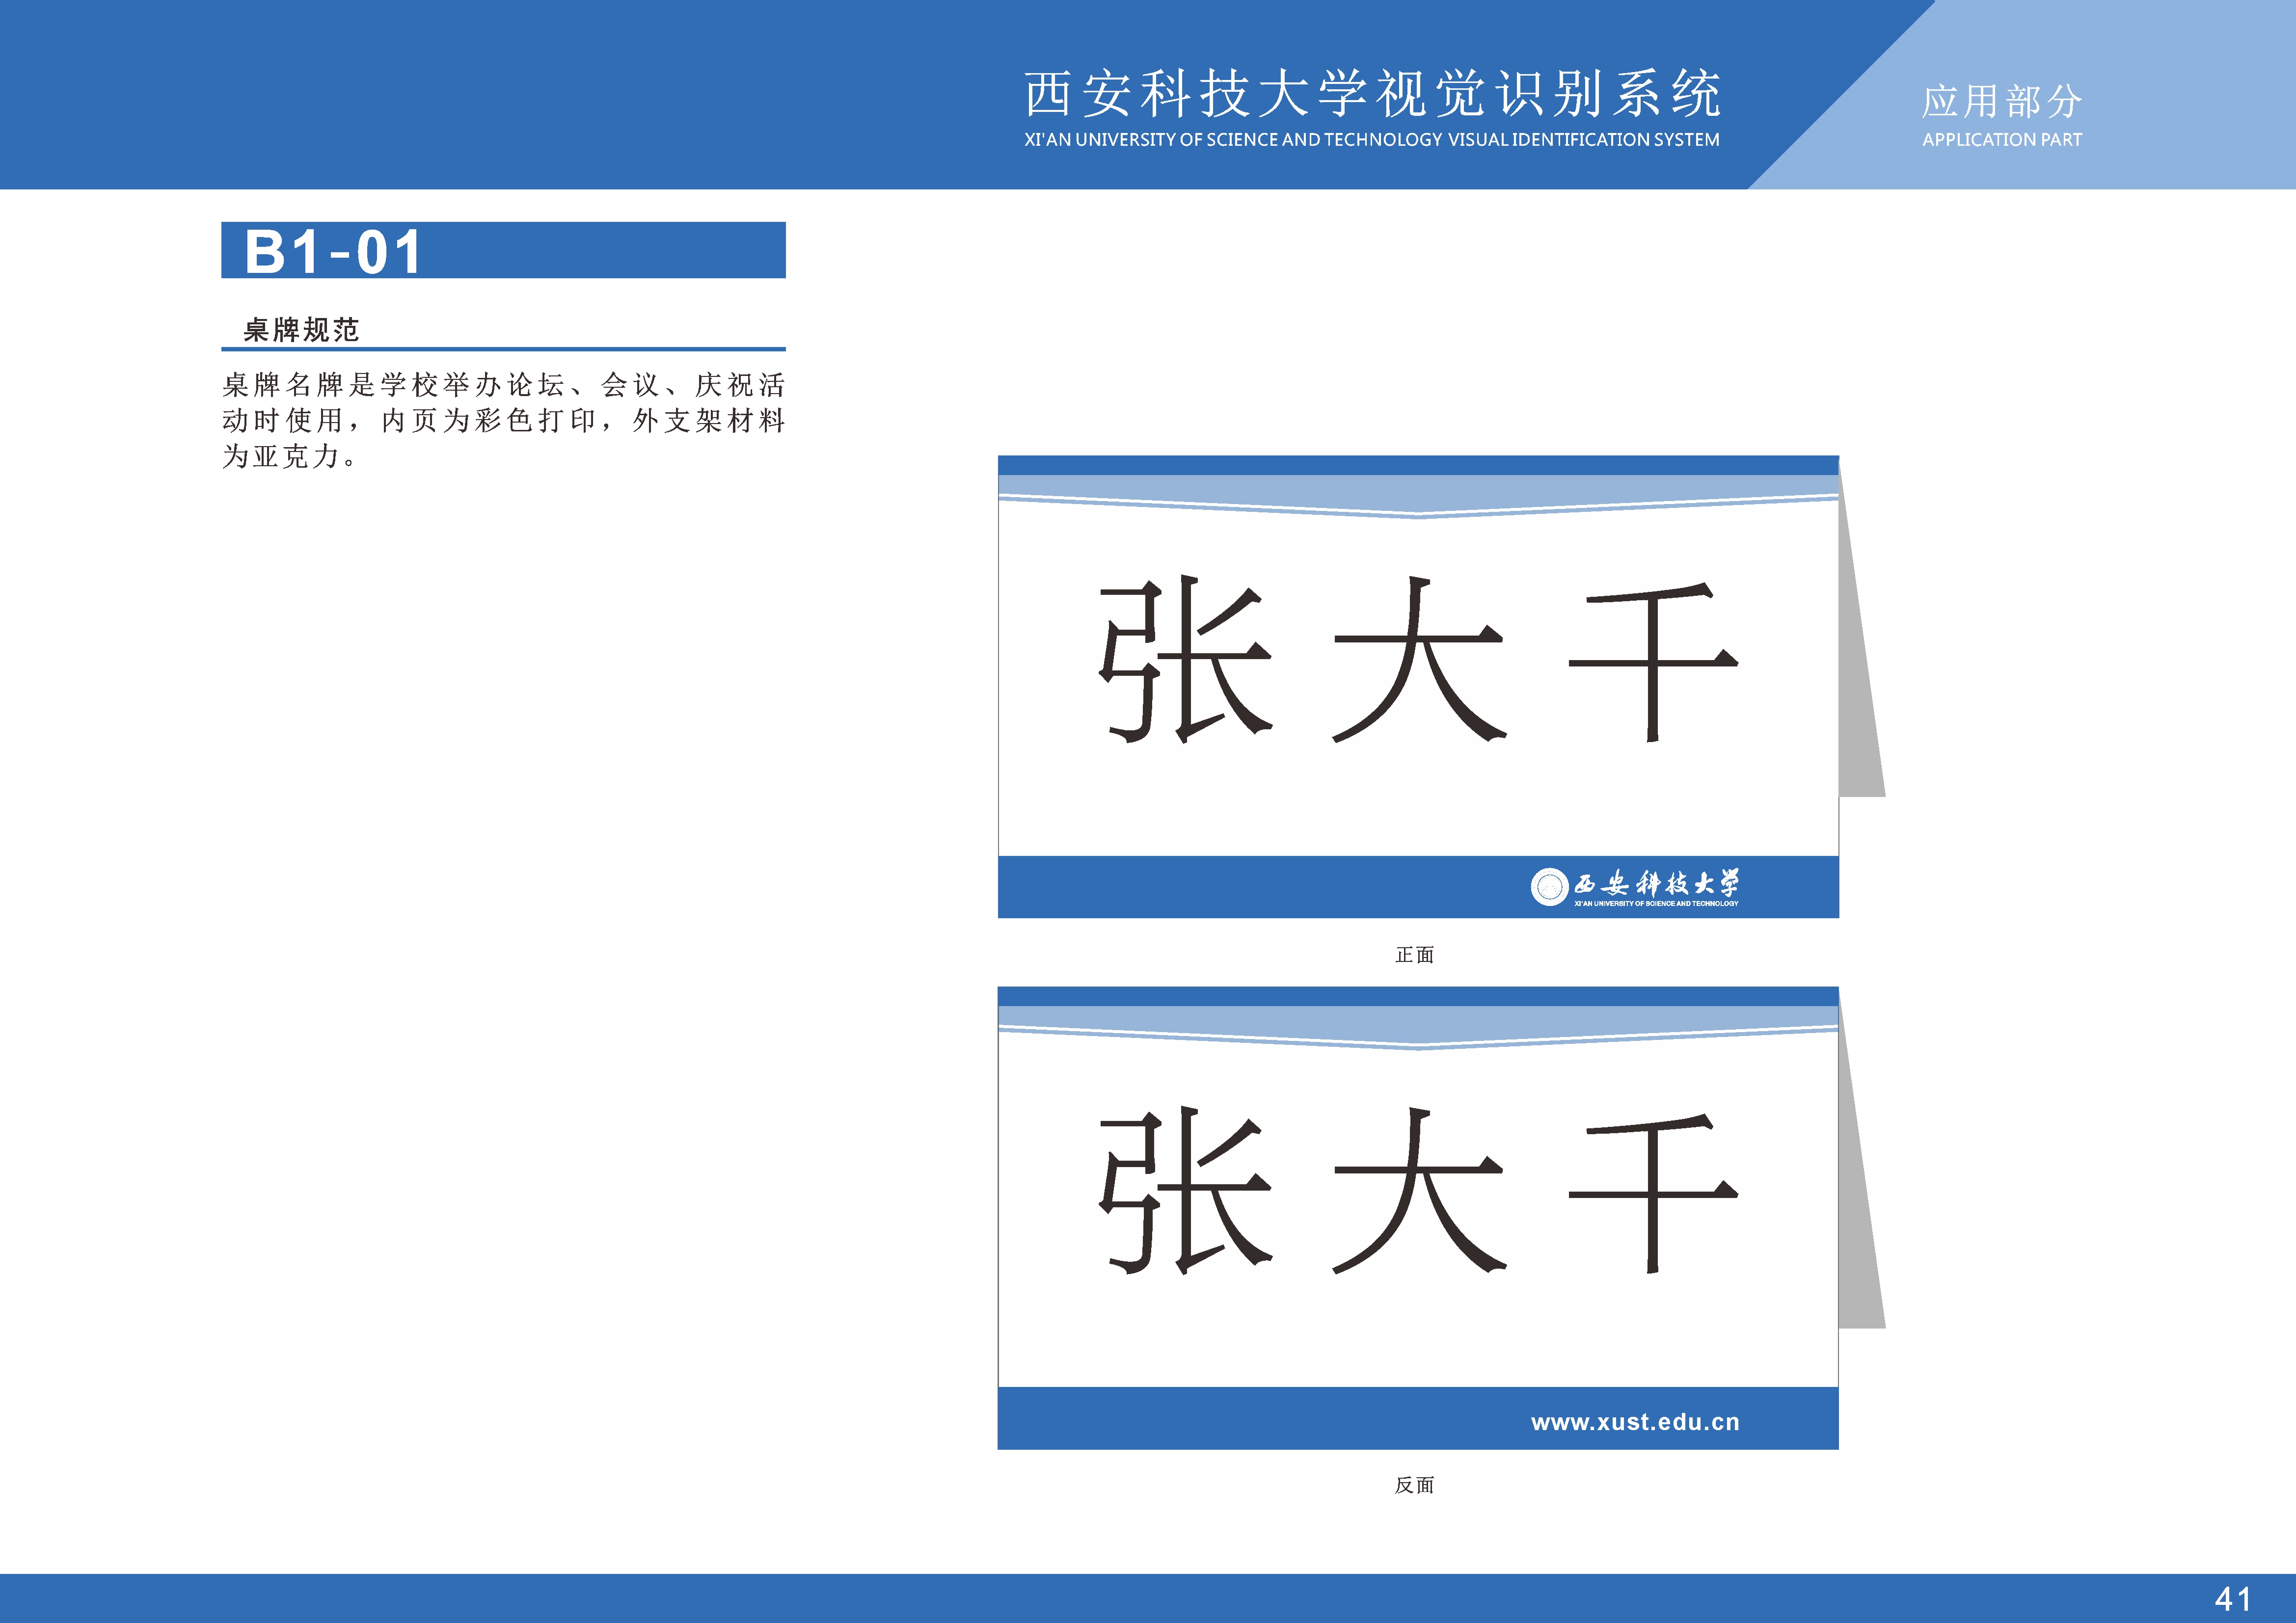 西安科技大学视觉识别系统
XI'AN UNIVERSITY OF SCIENCE AND TECHNOLOGY VISUAL IDENTIFICATION SYSTEM
应用部分
APPLICATION PART
B1-01
桌牌规范
桌牌名牌是学校举办论坛、会议、庆祝活
动时使用，内页为彩色打印，外支架材料
为亚克力。
张大千
西安科技大学
XI'AN UNIVERSITY OF SCIENCE AND TECHNOLOGY
正面
张大千
www.xust.edu.cn
反面
41